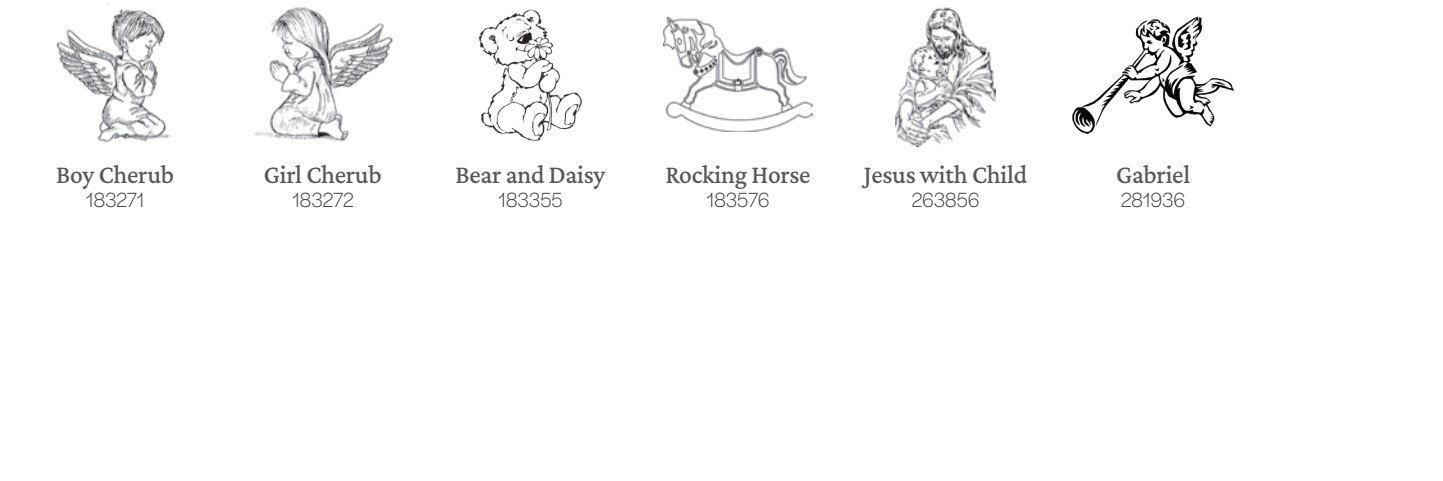 Boy Cherub
183271
Girl Cherub
183272
Bear and Daisy
183355
Rocking Horse
183576
Jesus with Child
263856
Gabriel
281936